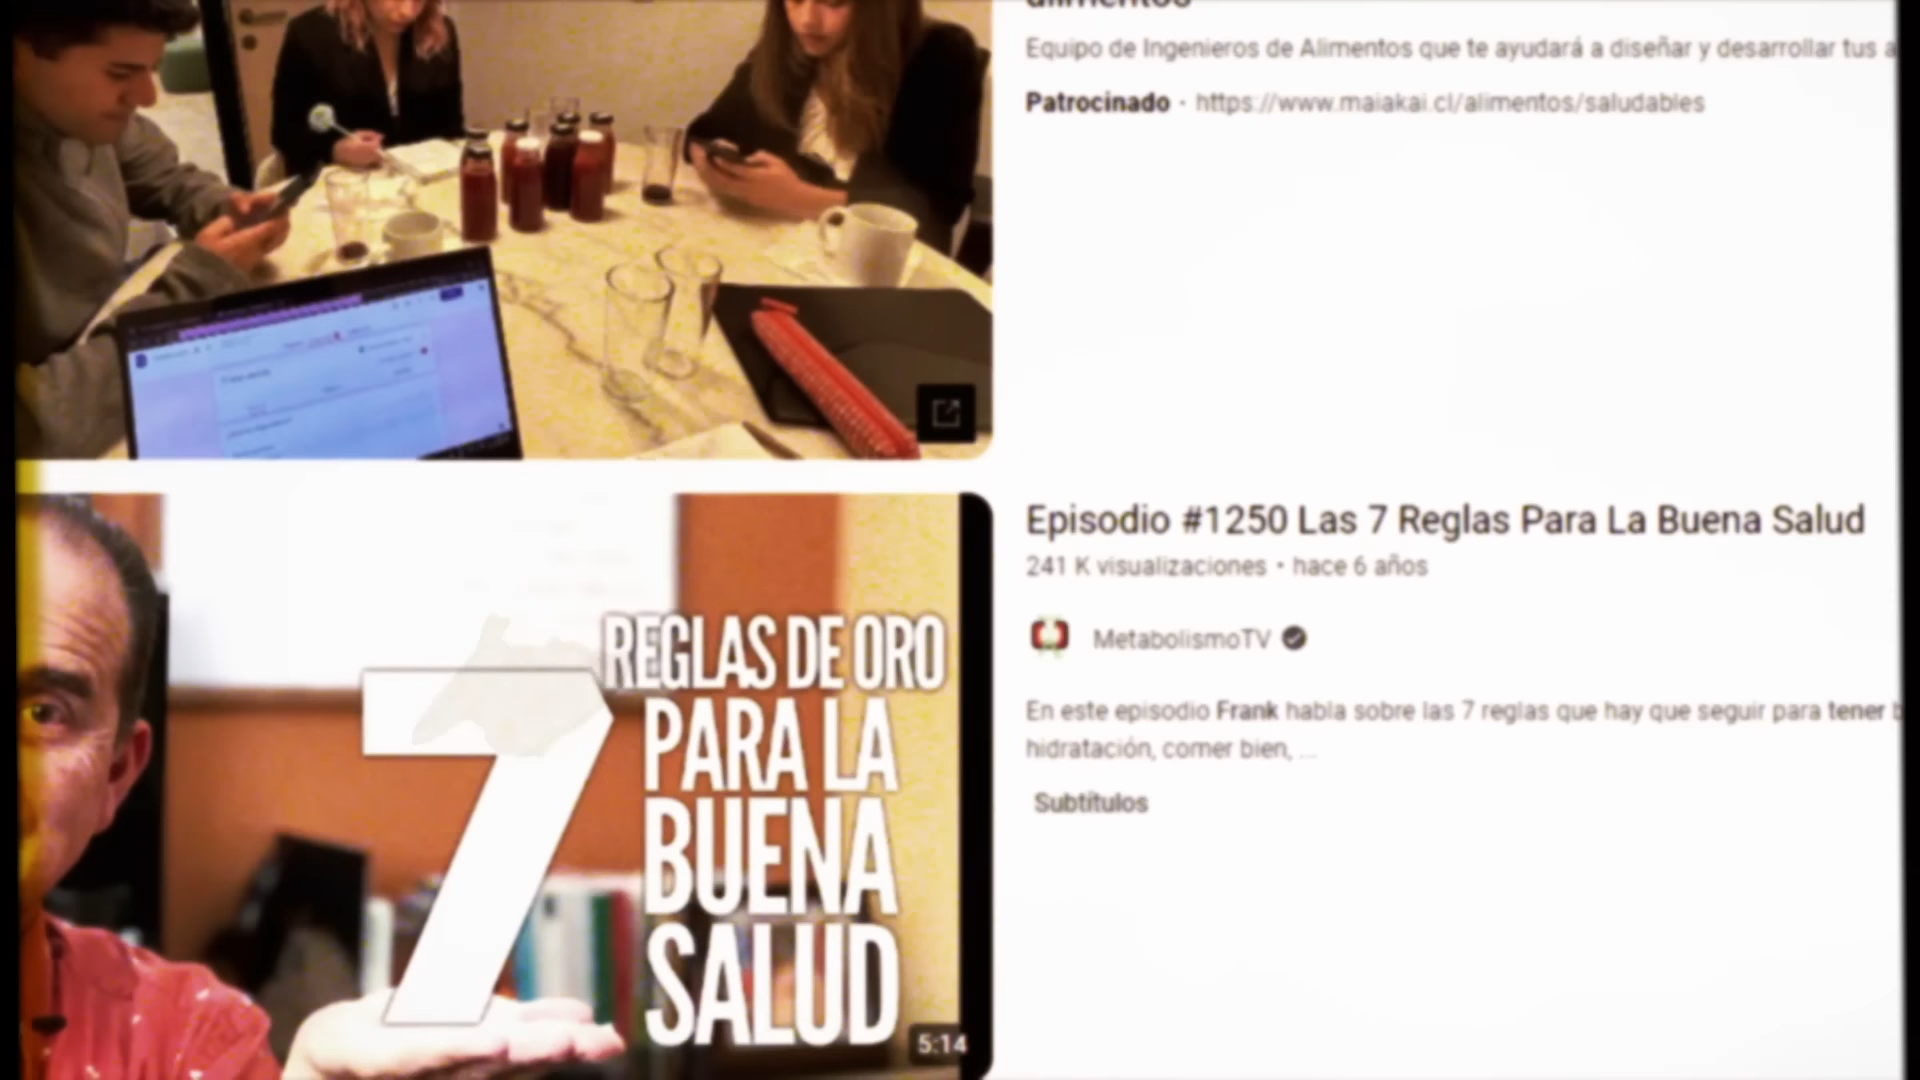 alimentos
Equipo de Ingenieros de Alimentos que te ayudará a diseñar y desarrollar tus a
Patrocinado · https://www.maiakai.cl/alimentos/saludables
Episodio #1250 Las 7 Reglas Para La Buena Salud
241 K visualizaciones • hace 6 años
MetabolismoTV
En este episodio Frank habla sobre las 7 reglas que hay que seguir para tener b
hidratación, comer bien, ...
Subtítulos
7
REGLAS DE ORO
PARA LA
BUENA
SALUD
5:14